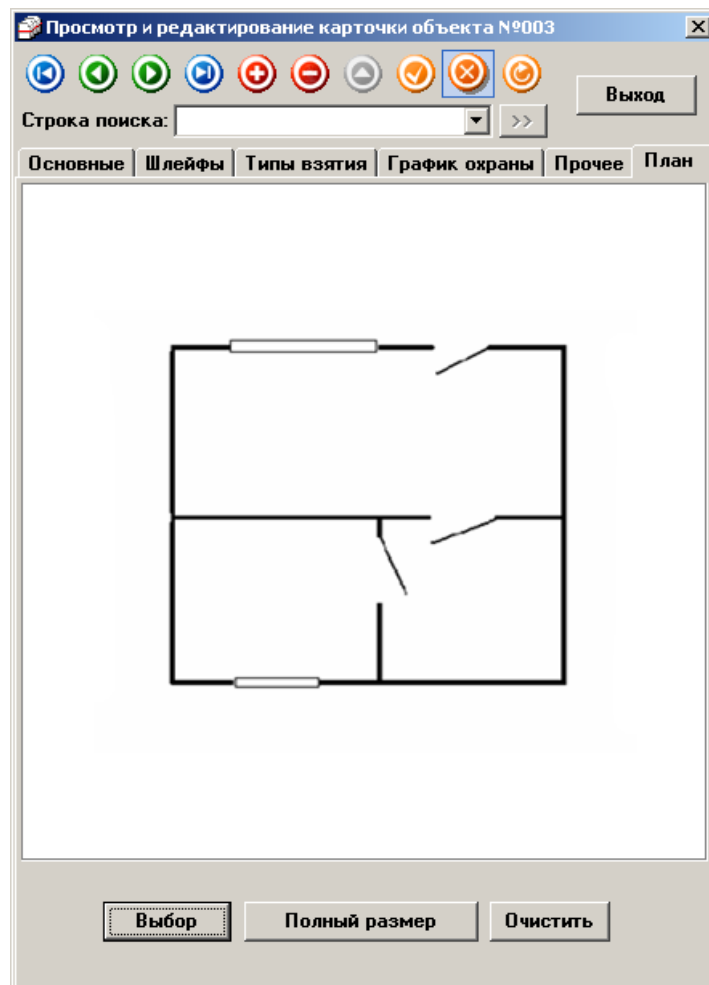 Просмотр и редактирование карточки объекта №003
Выход
Строка поиска:
>>
Основные Шлейфы Типы взятия График охраны Прочее План
Выбор Полный размер Очистить